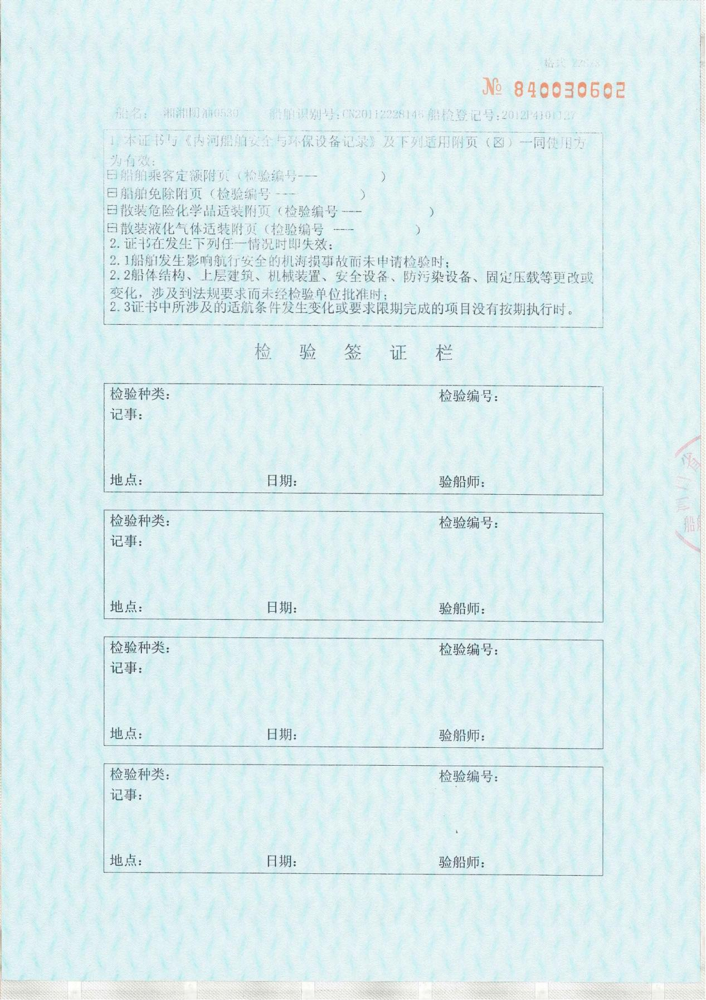 格式
№ 840030602
船名： 湘湘阴油0530 船舶识别号：CN20112228146 船检登记号：2012P4101127
1. 本证书与《内河船舶安全与环保设备记录》及下列适用附页（☒）一同使用方
为有效：
⊟船舶乘客定额附页（检验编号--- ）
⊟船舶免除附页（检验编号 --- ）
⊟散装危险化学品适装附页（检验编号 --- ）
⊟散装液化气体适装附页（检验编号 --- ）
2. 证书在发生下列任一情况时即失效：
2.1船舶发生影响航行安全的机海损事故而未申请检验时；
2.2船体结构、上层建筑、机械装置、安全设备、防污染设备、固定压载等更改或
变化，涉及到法规要求而未经检验单位批准时；
2.3证书中所涉及的适航条件发生变化或要求限期完成的项目没有按期执行时。
检 验 签 证 栏
检验种类： 检验编号：
记事：
地点： 日期： 验船师：
检验种类： 检验编号：
记事：
地点： 日期： 验船师：
检验种类： 检验编号：
记事：
地点： 日期： 验船师：
检验种类： 检验编号：
记事：
地点： 日期： 验船师：
省
船